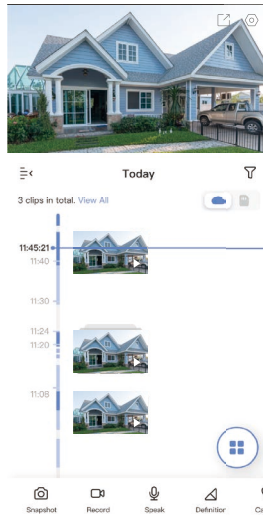 Today
3 clips in total. View All
11:45:21
11:40
11:30
11:24
11:20
11:08
Snapshot
Record
Speak
Definition